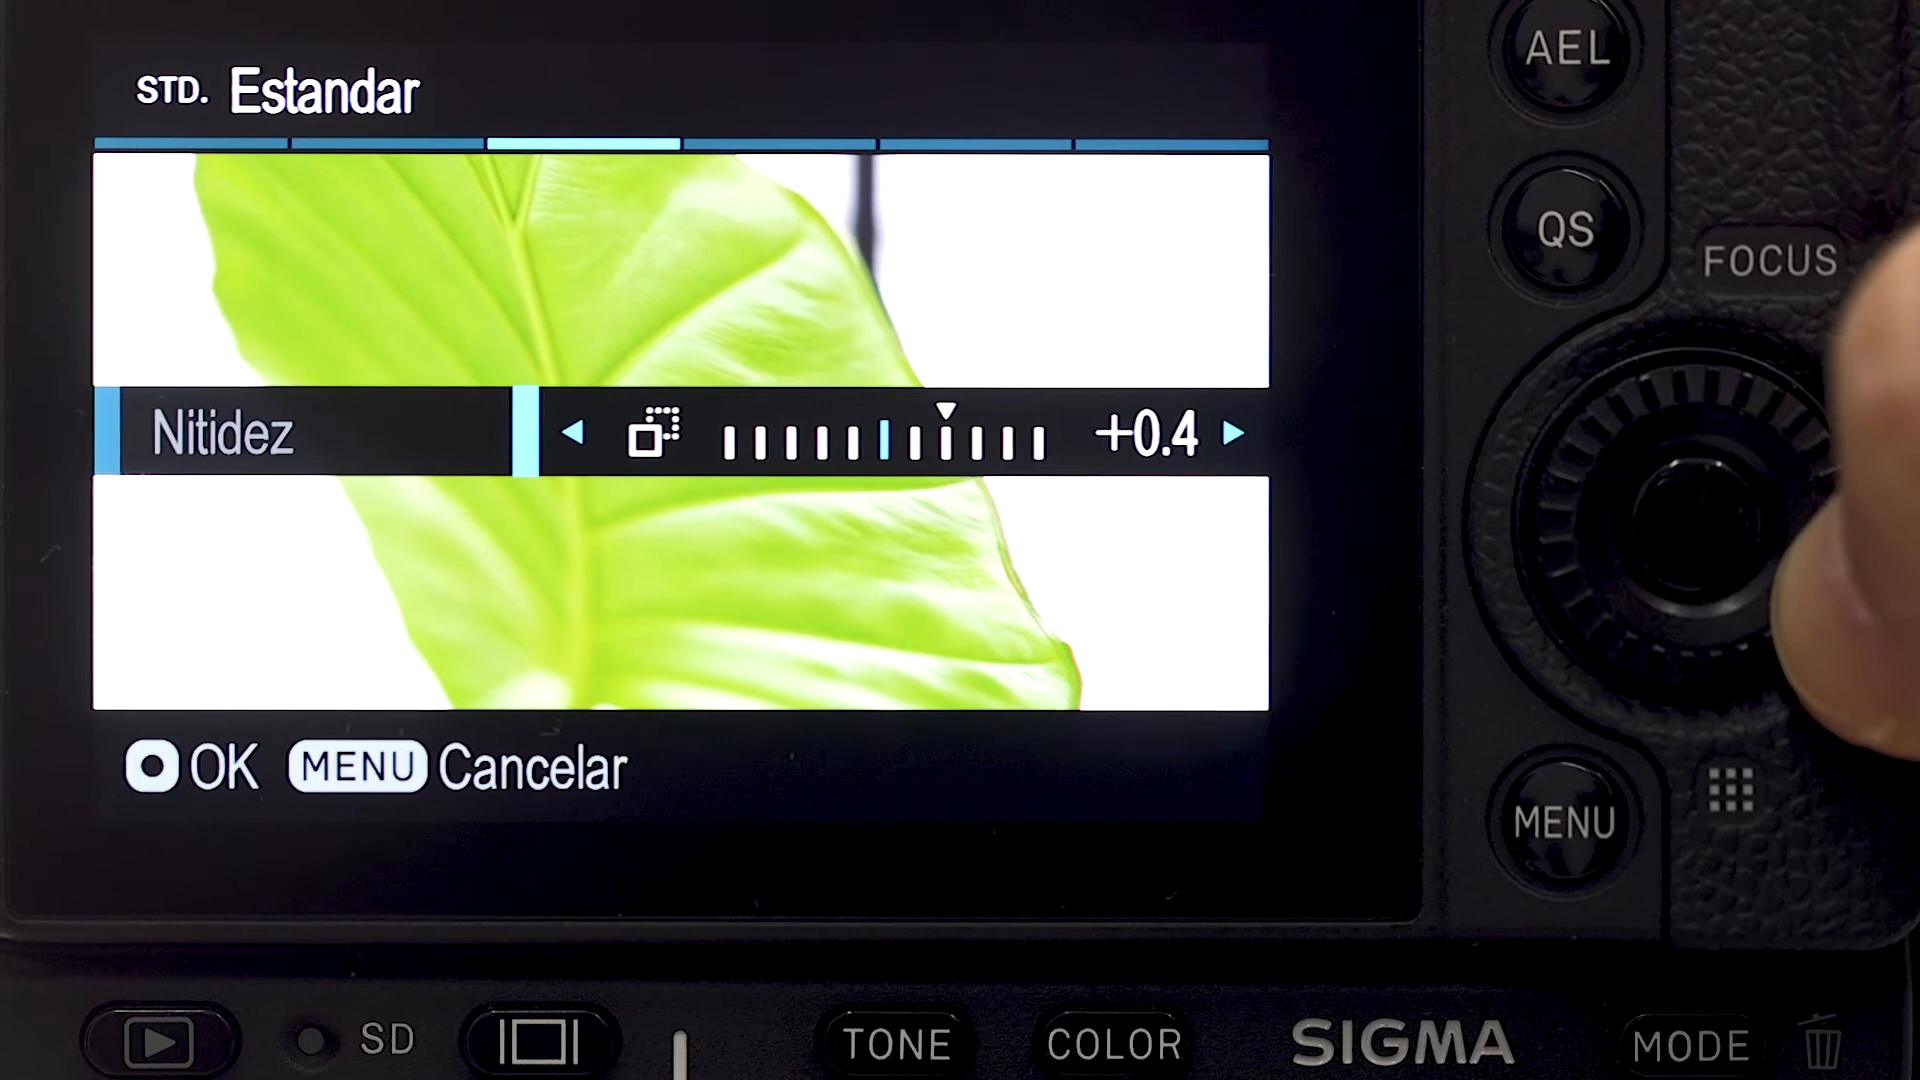 STD. Estandar
AEL
QS
FOCUS
Nitidez +0.4
OK MENU Cancelar
MENU
SD TONE COLOR SIGMA MODE